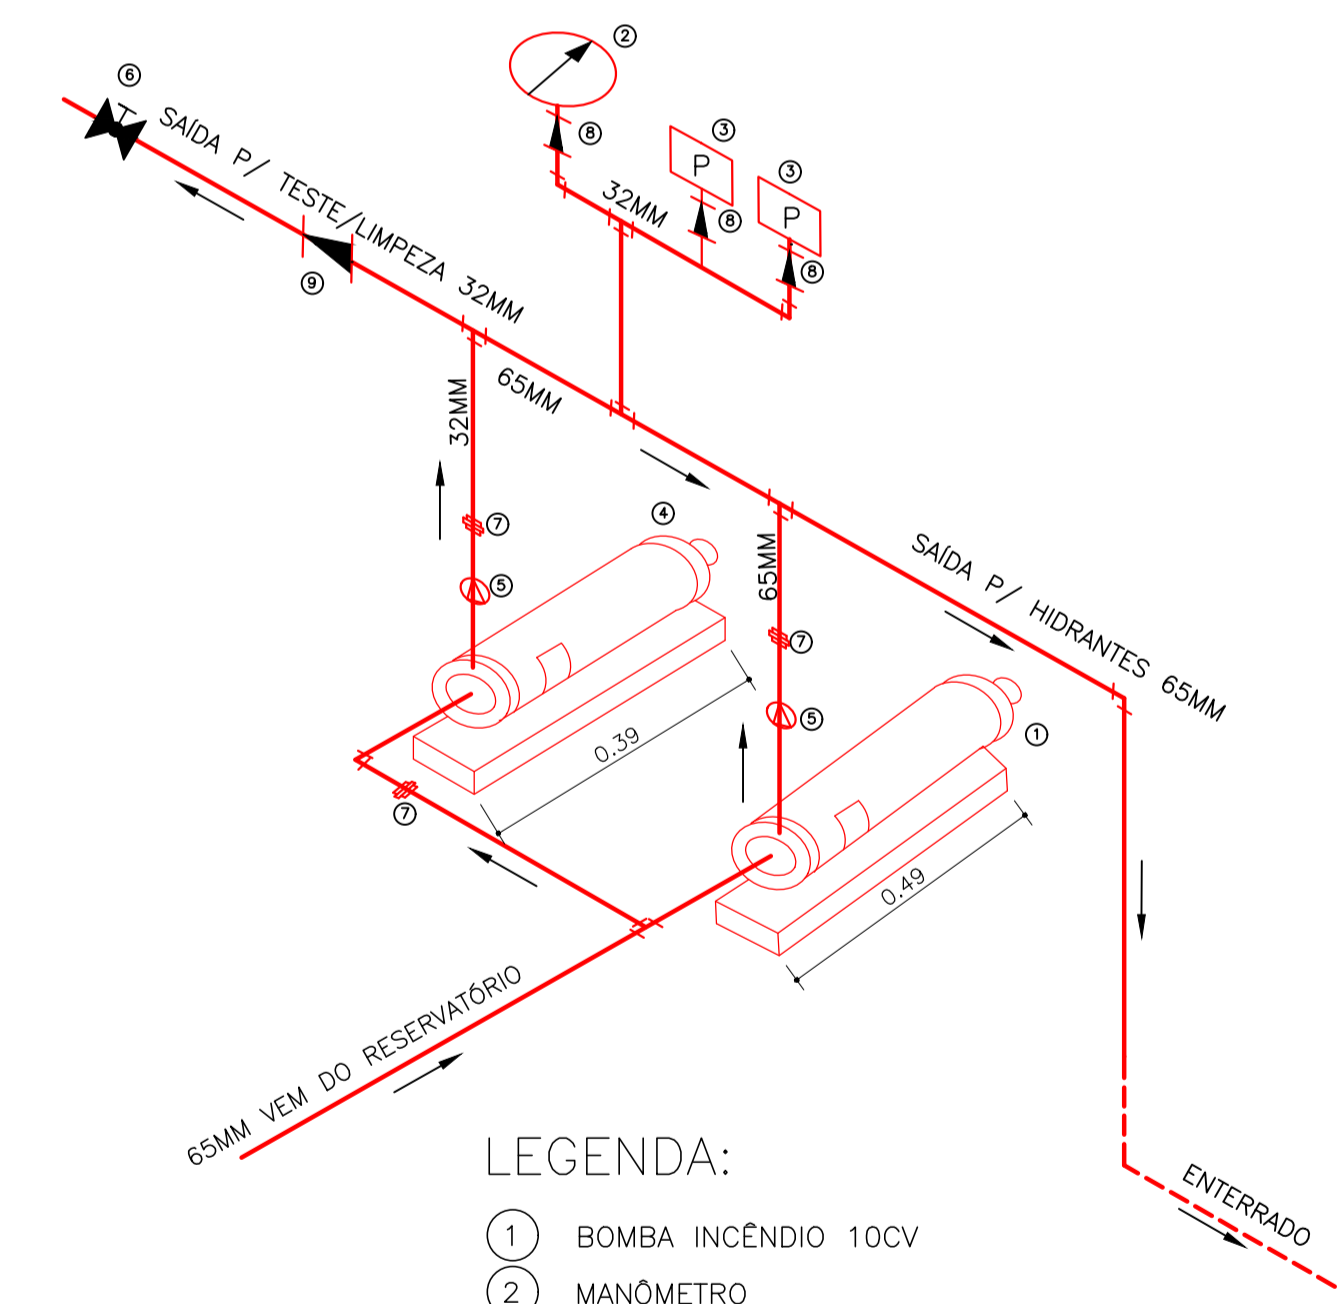 2
6
3
8
SAÍDA P/ TESTE/LIMPEZA 32MM
P
3
32MM
8
P
8
9
32MM
65MM
4
7
65MM
SAÍDA P/ HIDRANTES 65MM
5
7
5
1
0.39
7
0.49
65MM VEM DO RESERVATÓRIO
LEGENDA:
ENTERRADO
1 BOMBA INCÊNDIO 10CV
2 MANÔMETRO